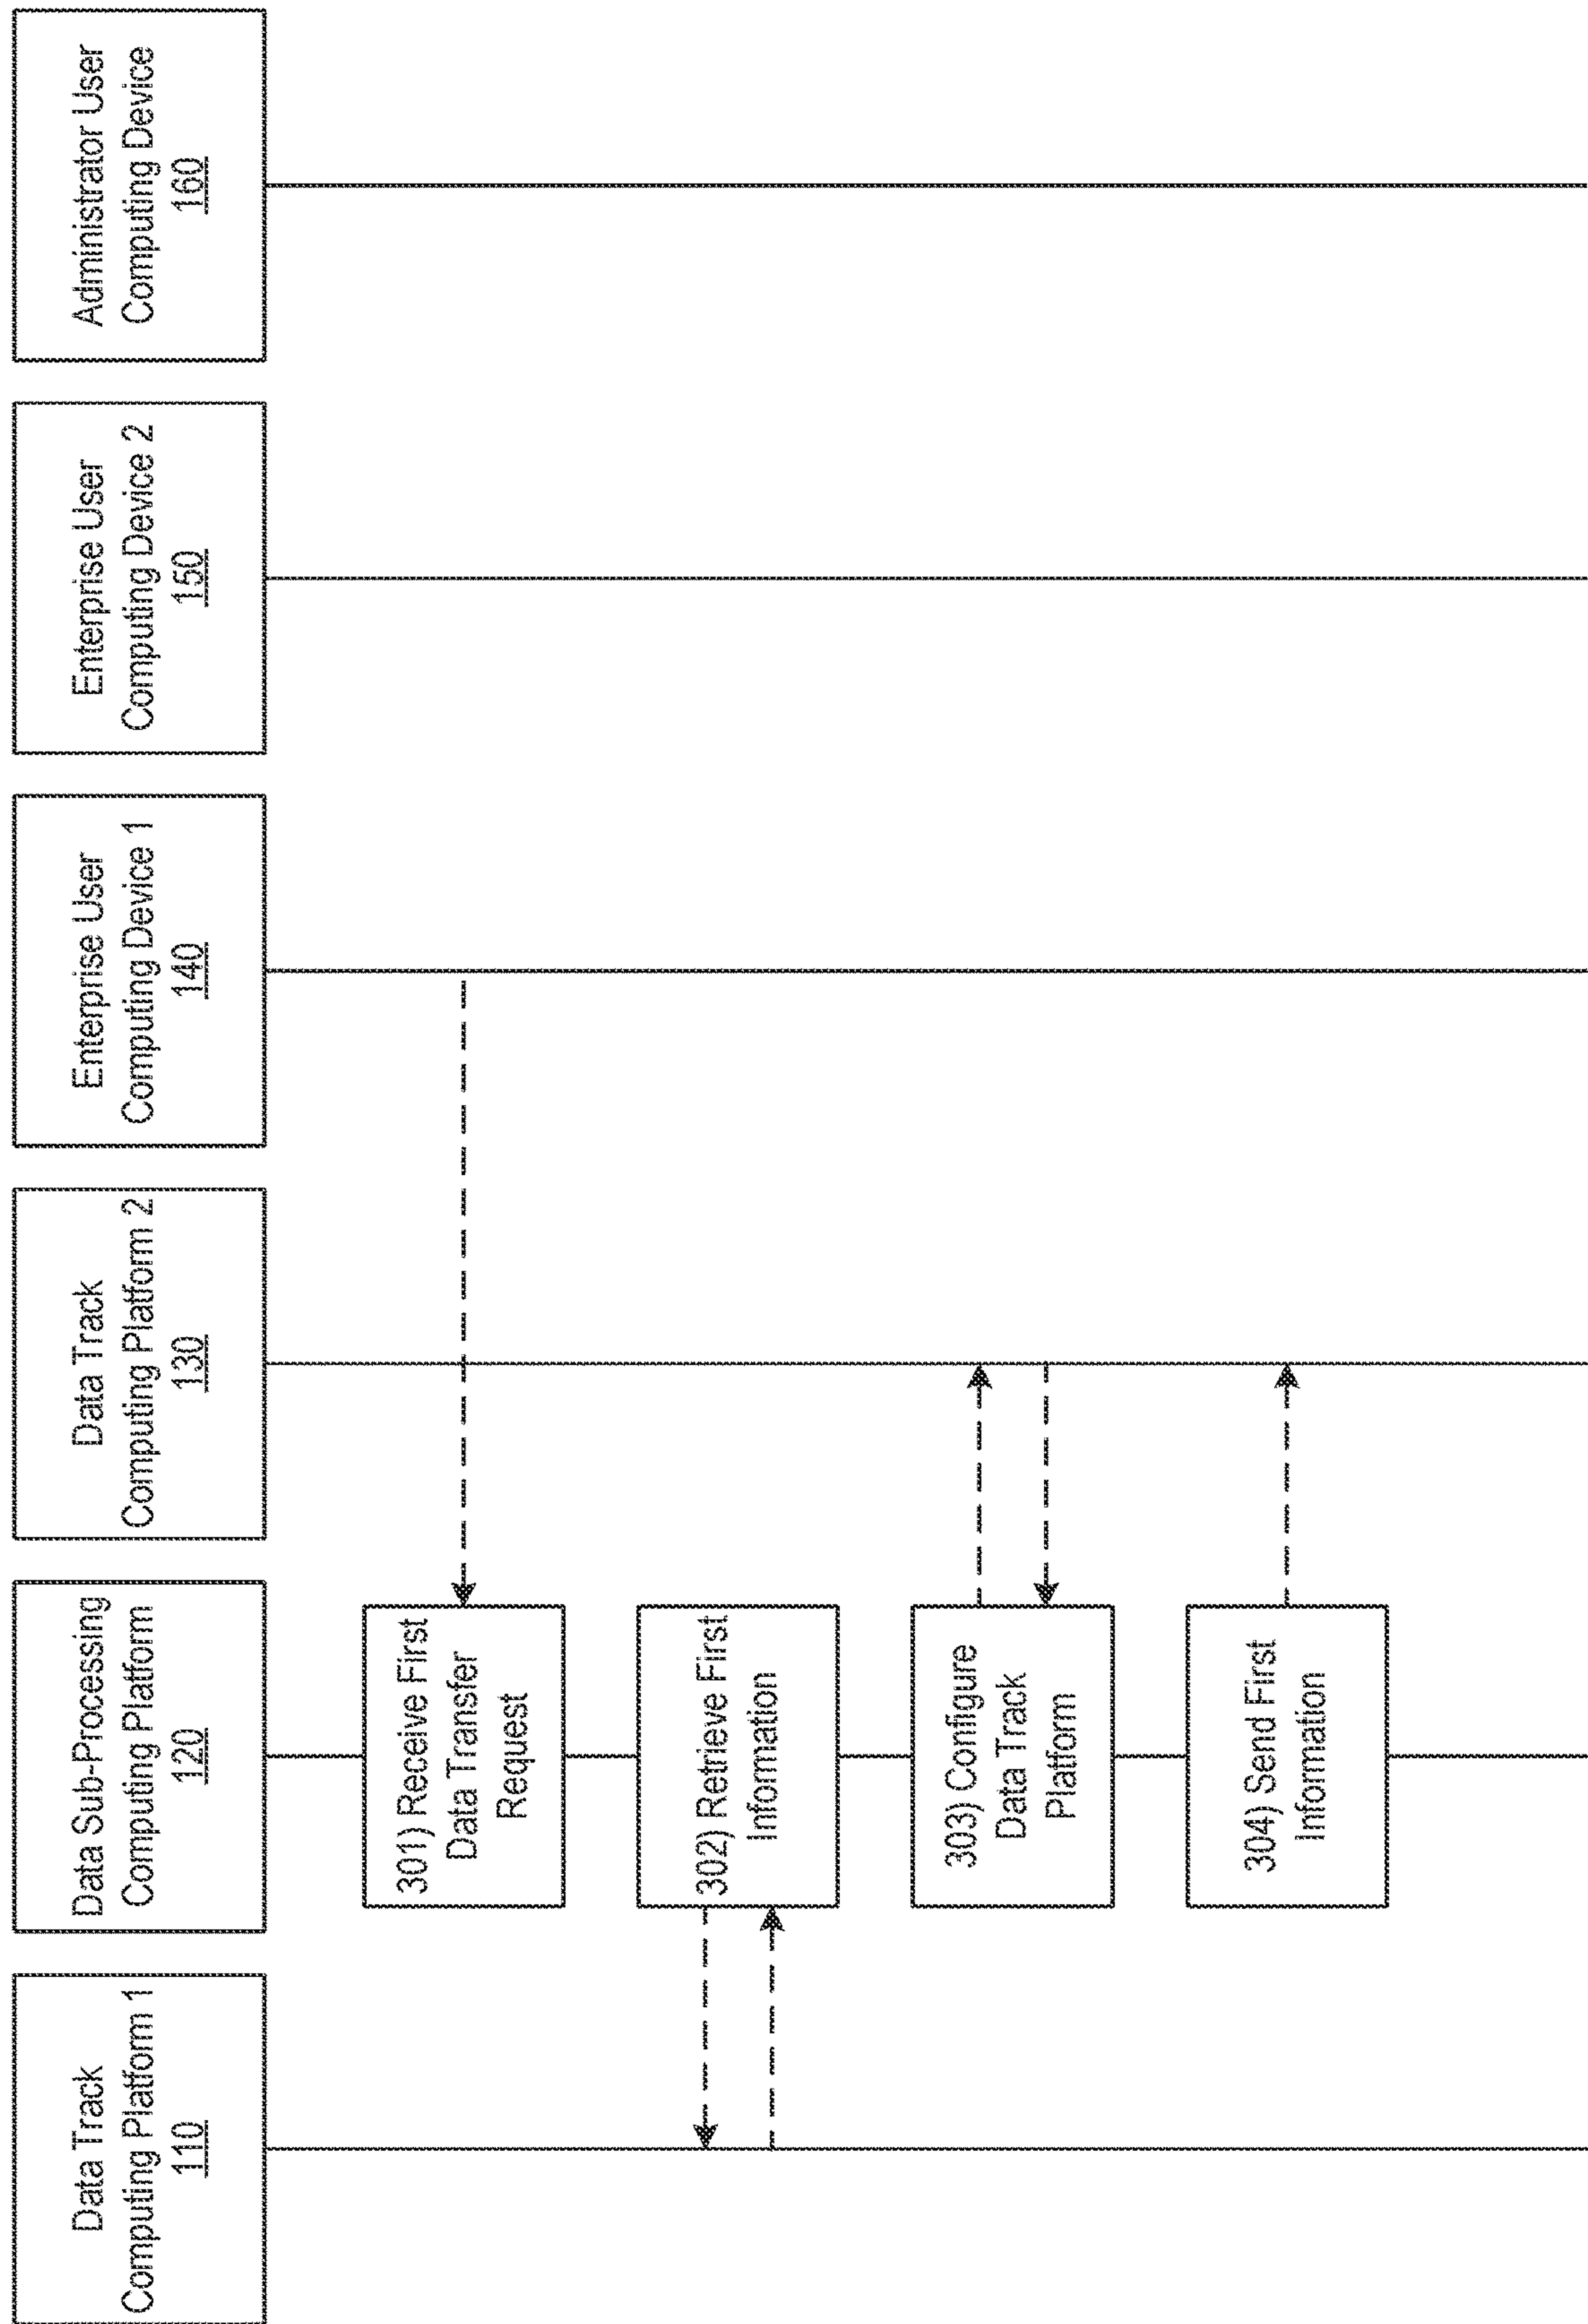 Data Track
Computing Platform 1
110
Data Sub-Processing
Computing Platform
120
Data Track
Computing Platform 2
130
Enterprise User
Computing Device 1
140
Enterprise User
Computing Device 2
150
Administrator User
Computing Device
160
301) Receive First
Data Transfer
Request
302) Retrieve First
Information
303) Configure
Data Track
Platform
304) Send First
Information